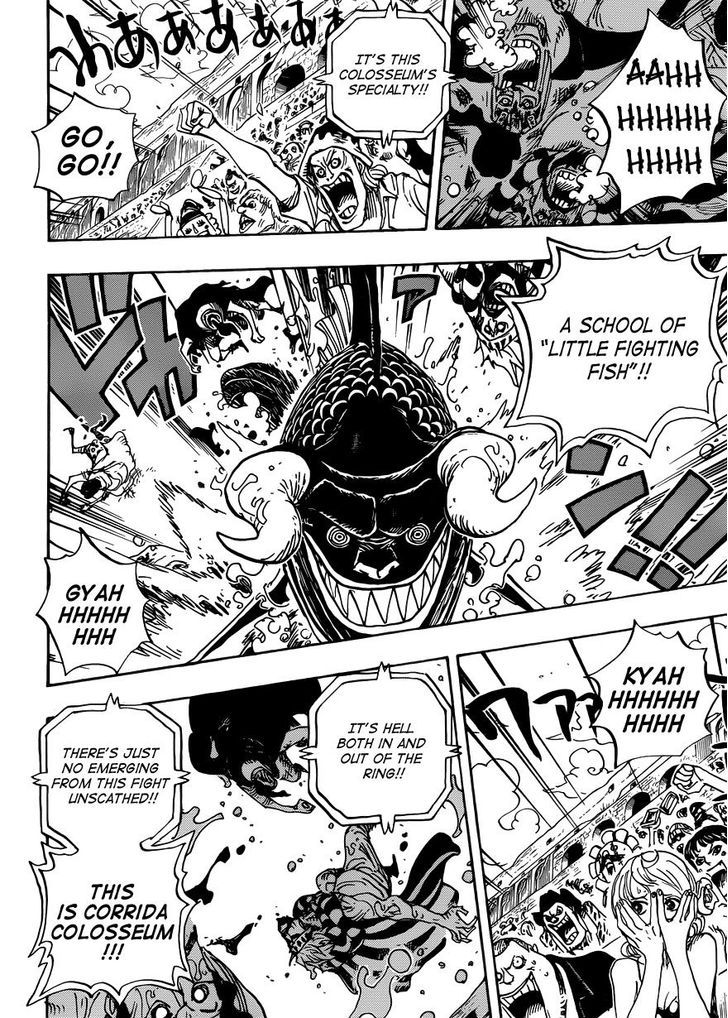 AAHH
HHHHH
HHHH
IT'S THIS
COLOSSEUM'S
SPECIALTY!!
GO,
GO!!
A SCHOOL OF
"LITTLE FIGHTING
FISH"!!
GYAH
HHHHH
HHH
KYAH
HHHHHH
HHHH
IT'S HELL
BOTH IN AND
OUT OF THE
RING!!
THERE'S JUST
NO EMERGING
FROM THIS FIGHT
UNSCATHED!!
THIS
IS CORRIDA
COLOSSEUM
!!!